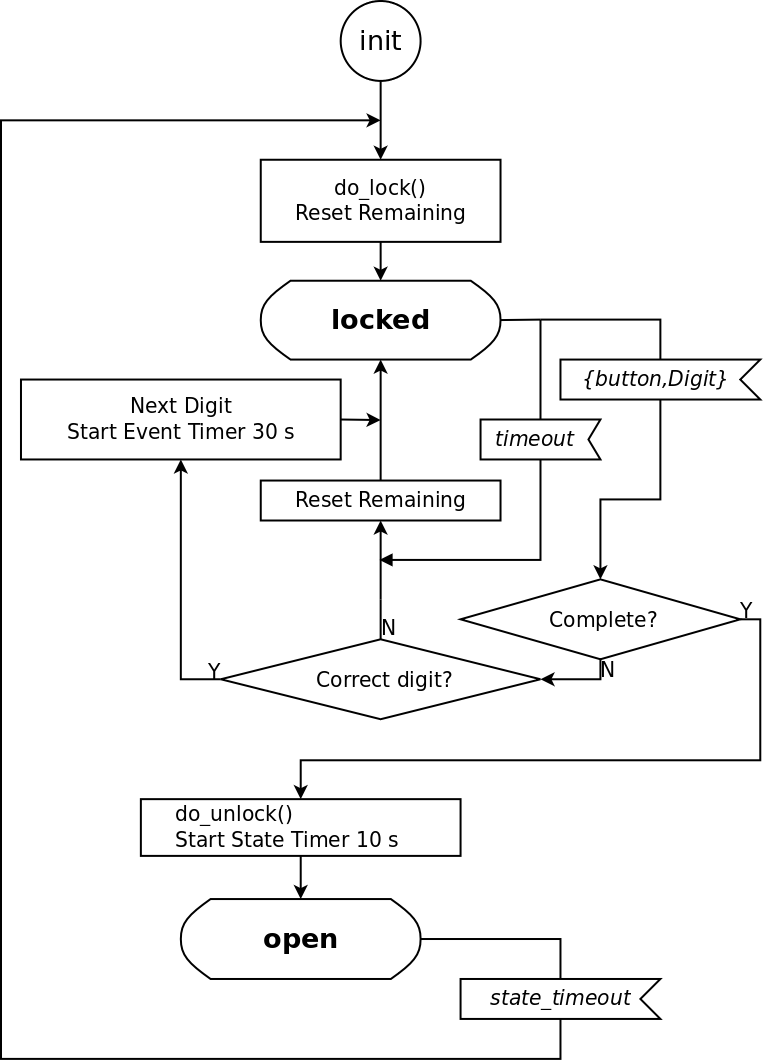 init
do_lock()
Reset Remaining
locked
{button,Digit}
Next Digit
Start Event Timer 30 s
timeout
Reset Remaining
Complete?
Y
N
N
Correct digit?
Y
do_unlock()
Start State Timer 10 s
open
state_timeout